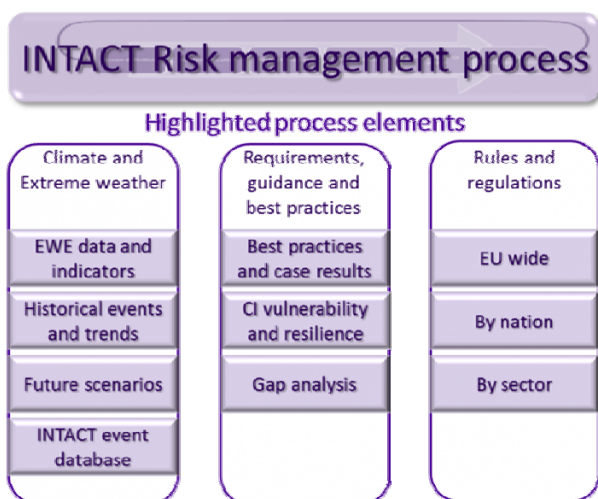 INTACT Risk management process
Highlighted process elements
Climate and
Extreme weather
EWE data and
indicators
Historical events
and trends
Future scenarios
INTACT event
database
Requirements,
guidance and
best practices
Best practices
and case results
CI vulnerability
and resilience
Gap analysis
Rules and
regulations
EU wide
By nation
By sector